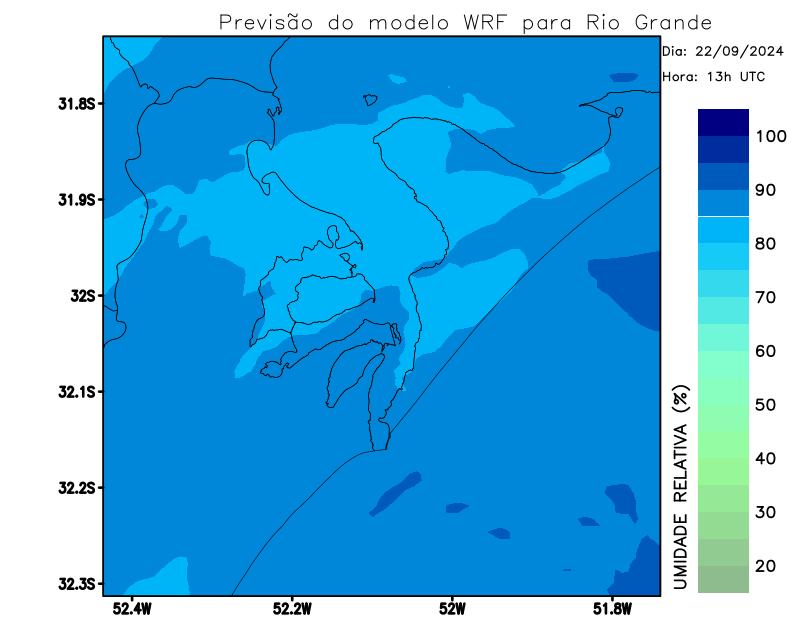 Previsão do modelo WRF para Rio Grande
Dia: 22/09/2024
Hora: 13h UTC
31.8S
31.9S
32S
32.1S
32.2S
32.3S
52.4W
52.2W
52W
51.8W
100
90
80
70
60
50
40
30
20
UMIDADE RELATIVA (%)